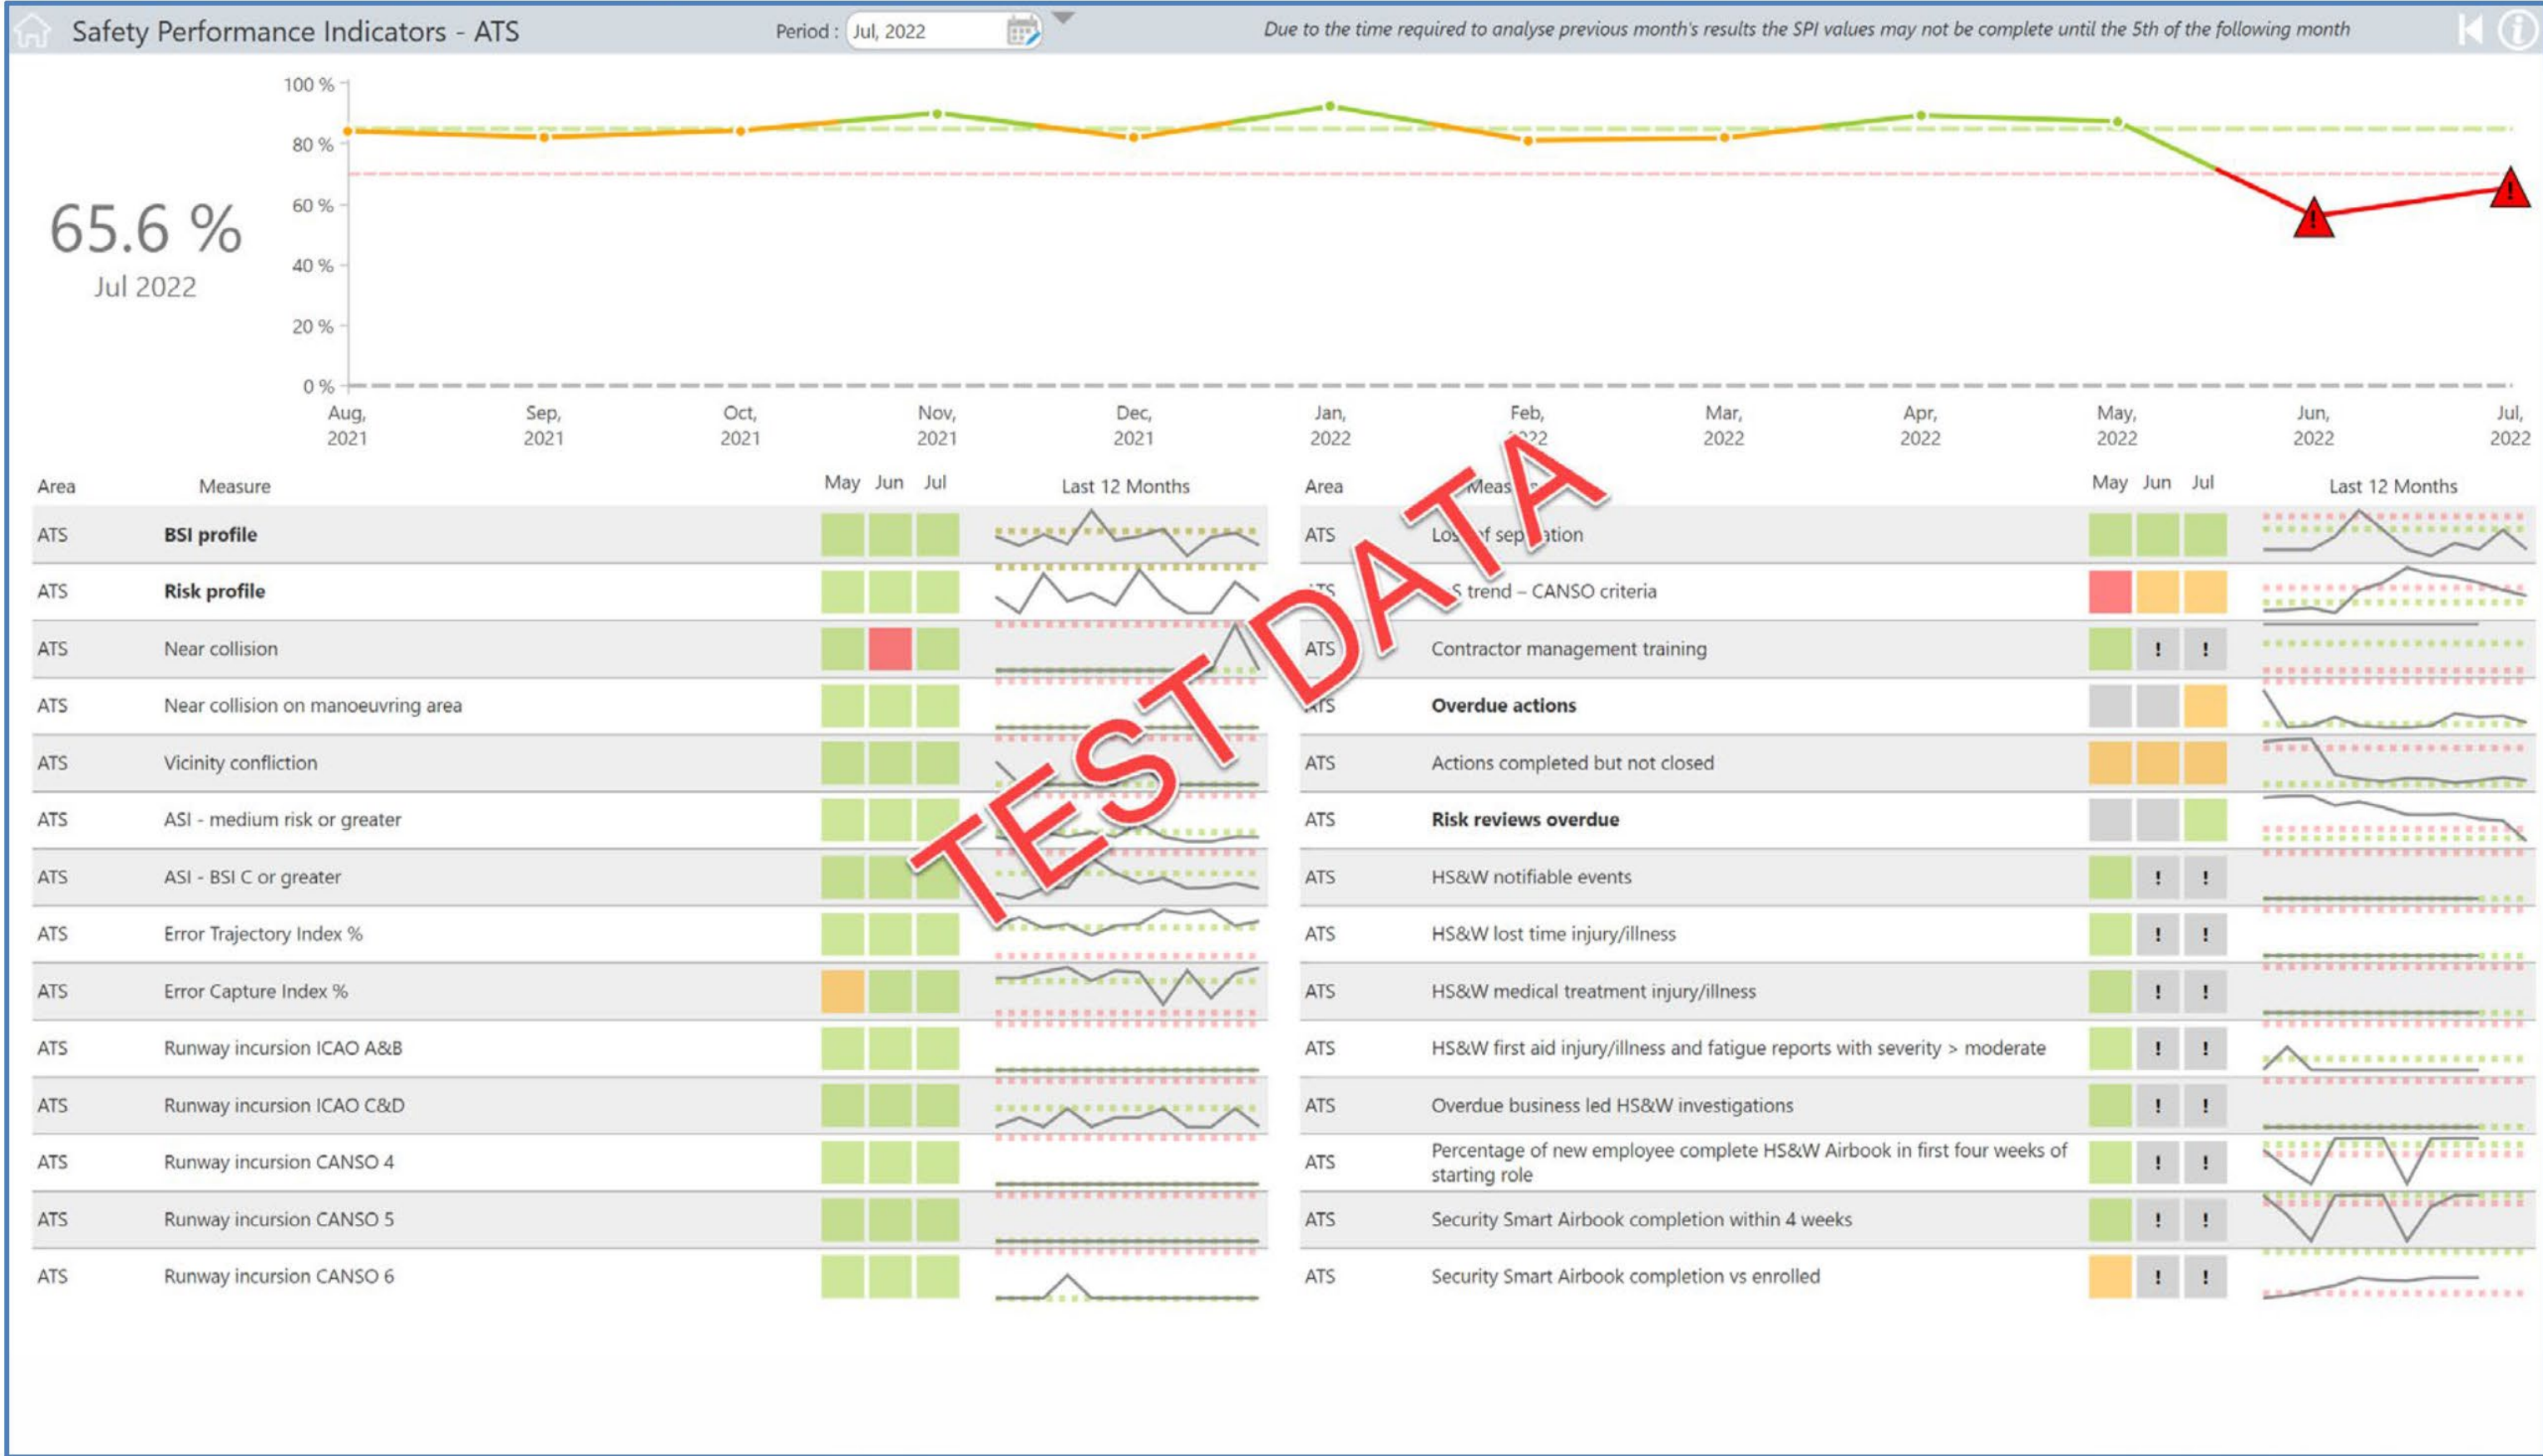 Safety Performance Indicators - ATS
Period : Jul, 2022
Due to the time required to analyse previous month's results the SPI values may not be complete until the 5th of the following month
100 %
80 %
60 %
40 %
20 %
0 %
65.6 %
Jul 2022
Aug, 2021
Sep, 2021
Oct, 2021
Nov, 2021
Dec, 2021
Jan, 2022
Feb,
Mar, 2022
Apr, 2022
May, 2022
Jun, 2022
Jul, 2022
Area Measure May Jun Jul Last 12 Months
ATS BSI profile
ATS Risk profile
ATS Near collision
ATS Near collision on manoeuvring area
ATS Vicinity confliction
ATS ASI - medium risk or greater
ATS ASI - BSI C or greater
ATS Error Trajectory Index %
ATS Error Capture Index %
ATS Runway incursion ICAO A&B
ATS Runway incursion ICAO C&D
ATS Runway incursion CANSO 4
ATS Runway incursion CANSO 5
ATS Runway incursion CANSO 6
Area May Jun Jul Last 12 Months
ATS Loss of separation
ATS trend – CANSO criteria
ATS Contractor management training ! !
ATS Overdue actions
ATS Actions completed but not closed
ATS Risk reviews overdue
ATS HS&W notifiable events ! !
ATS HS&W lost time injury/illness ! !
ATS HS&W medical treatment injury/illness ! !
ATS HS&W first aid injury/illness and fatigue reports with severity > moderate ! !
ATS Overdue business led HS&W investigations ! !
ATS Percentage of new employee complete HS&W Airbook in first four weeks of
starting role ! !
ATS Security Smart Airbook completion within 4 weeks ! !
ATS Security Smart Airbook completion vs enrolled ! !
TEST DATA